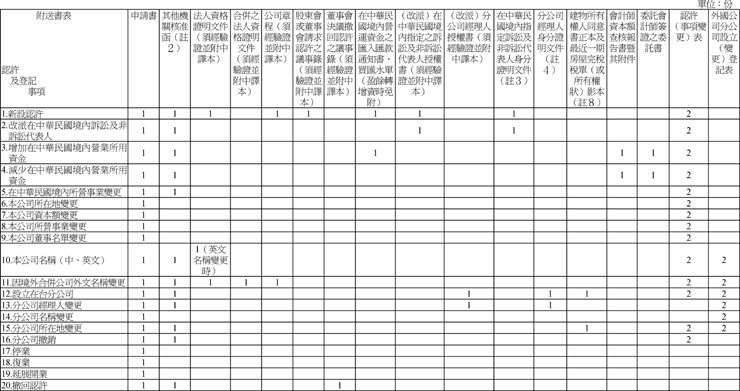 單位：份
附送書表
認許
及登記
事項
申請書
其他機
關核准
函（註
2）
法人資格
證明文件
（須經驗
證並附中
譯本）
合併之
法人資
格證明
文件
（須經
驗證並
附中譯
本）
公司章
程（須
經驗證
並附中
譯本）
股東會
或董事
會請求
認許之
議事錄
（須經
驗證並
附中譯
本）
董事會
決議撤
回認許
之議事
錄（須
經驗證
並附中
譯本）
在中華民
國境內營
運資金之
匯入匯款
通知書、
買匯水單
（盈餘轉
增資時免
附）
（改派）在
中華民國境
內指定之訴
訟及非訴訟
代表人授權
書（須經驗
證並附中譯
本）
（改派）分
公司經理人
授權書（須
經驗證並附
中譯本）
在中華民
國境內指
定訴訟及
非訴訟代
表人身分
證明文件
（註3）
分公司
經理人
身分證
明文件
（註
4）
建物所有
權人同意
書正本及
最近一期
房屋完稅
稅單（或
所有權
狀）影本
（註8）
會計師
資本額
查核報
告書暨
其附件
委託會
計師簽
證之委
託書
認許
（事項變
更）表
外國公
司分公
司設立
（變
更）登
記表
1.新設認許 1 1 1 1 1 1 1 1 2
2.改派在中華民國境內訴訟及非
訴訟代表人 1 1 1 1 2
3.增加在中華民國境內營業所用
資金 1 1 1 1 1 2
4.減少在中華民國境內營業所用
資金 1 1 1 1 2
5.在中華民國境內所營事業變更 1 1 2
6.本公司所在地變更 1 2
7.本公司資本額變更 1 2
8.本公司所營事業變更 1 2
9.本公司董事名單變更 1 2
10.本公司名稱（中、英文） 1 1 1（英文
名稱變更
時） 2 2
11.因境外合併公司外文名稱變更 1 1 1 1 1 2 2
12.設立在台分公司 1 1 1 1 1 2 2
13.分公司經理人變更 1 1 1 1 2
14.分公司名稱變更 1 2
15.分公司所在地變更 1 1 1 2 2
16.分公司撤銷 1 1 2
17.停業 1
18.復業 1
19.延展開業 1
20.撤回認許 1 1 1